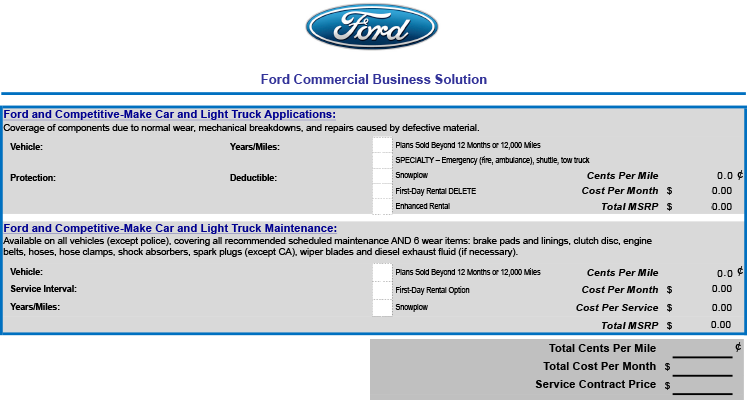 Ford
Ford Commercial Business Solution
Ford and Competitive-Make Car and Light Truck Applications:
Coverage of components due to normal wear, mechanical breakdowns, and repairs caused by defective material.
Vehicle: Years/Miles: Plans Sold Beyond 12 Months or 12,000 Miles
SPECIALTY – Emergency (fire, ambulance), shuttle, tow truck
Protection: Deductible: Snowplow Cents Per Mile 0.0 ¢
First-Day Rental DELETE Cost Per Month $ 0.00
Enhanced Rental Total MSRP $ 0.00
Ford and Competitive-Make Car and Light Truck Maintenance:
Available on all vehicles (except police), covering all recommended scheduled maintenance AND 6 wear items: brake pads and linings, clutch disc, engine
belts, hoses, hose clamps, shock absorbers, spark plugs (except CA), wiper blades and diesel exhaust fluid (if necessary).
Vehicle: Plans Sold Beyond 12 Months or 12,000 Miles Cents Per Mile 0.0 ¢
Service Interval: First-Day Rental Option Cost Per Month $ 0.00
Years/Miles: Snowplow Cost Per Service $ 0.00
Total MSRP $ 0.00
Total Cents Per Mile ¢
Total Cost Per Month $
Service Contract Price $